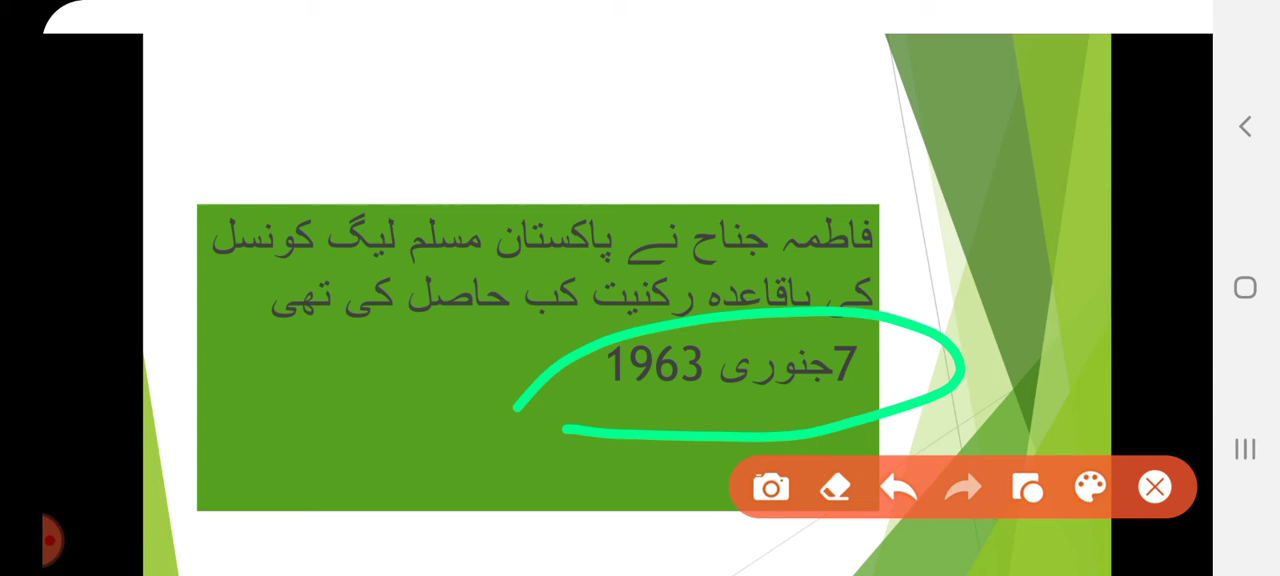 فاطمہ جناح نے پاکستان مسلم لیگ کونسل
کی باقاعدہ رکنیت کب حاصل کی تھی
7جنوری 1963